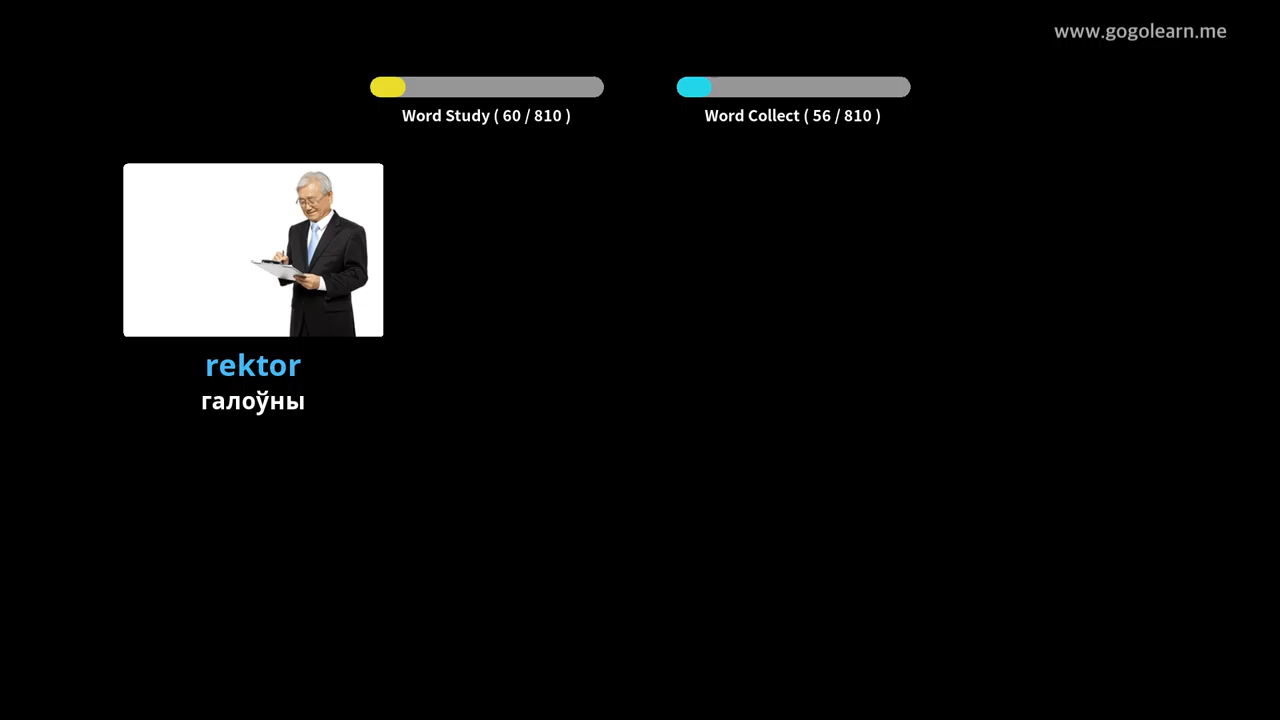 www.gogolearn.me
Word Study ( 60 / 810 )
Word Collect ( 56 / 810 )
rektor
галоўны